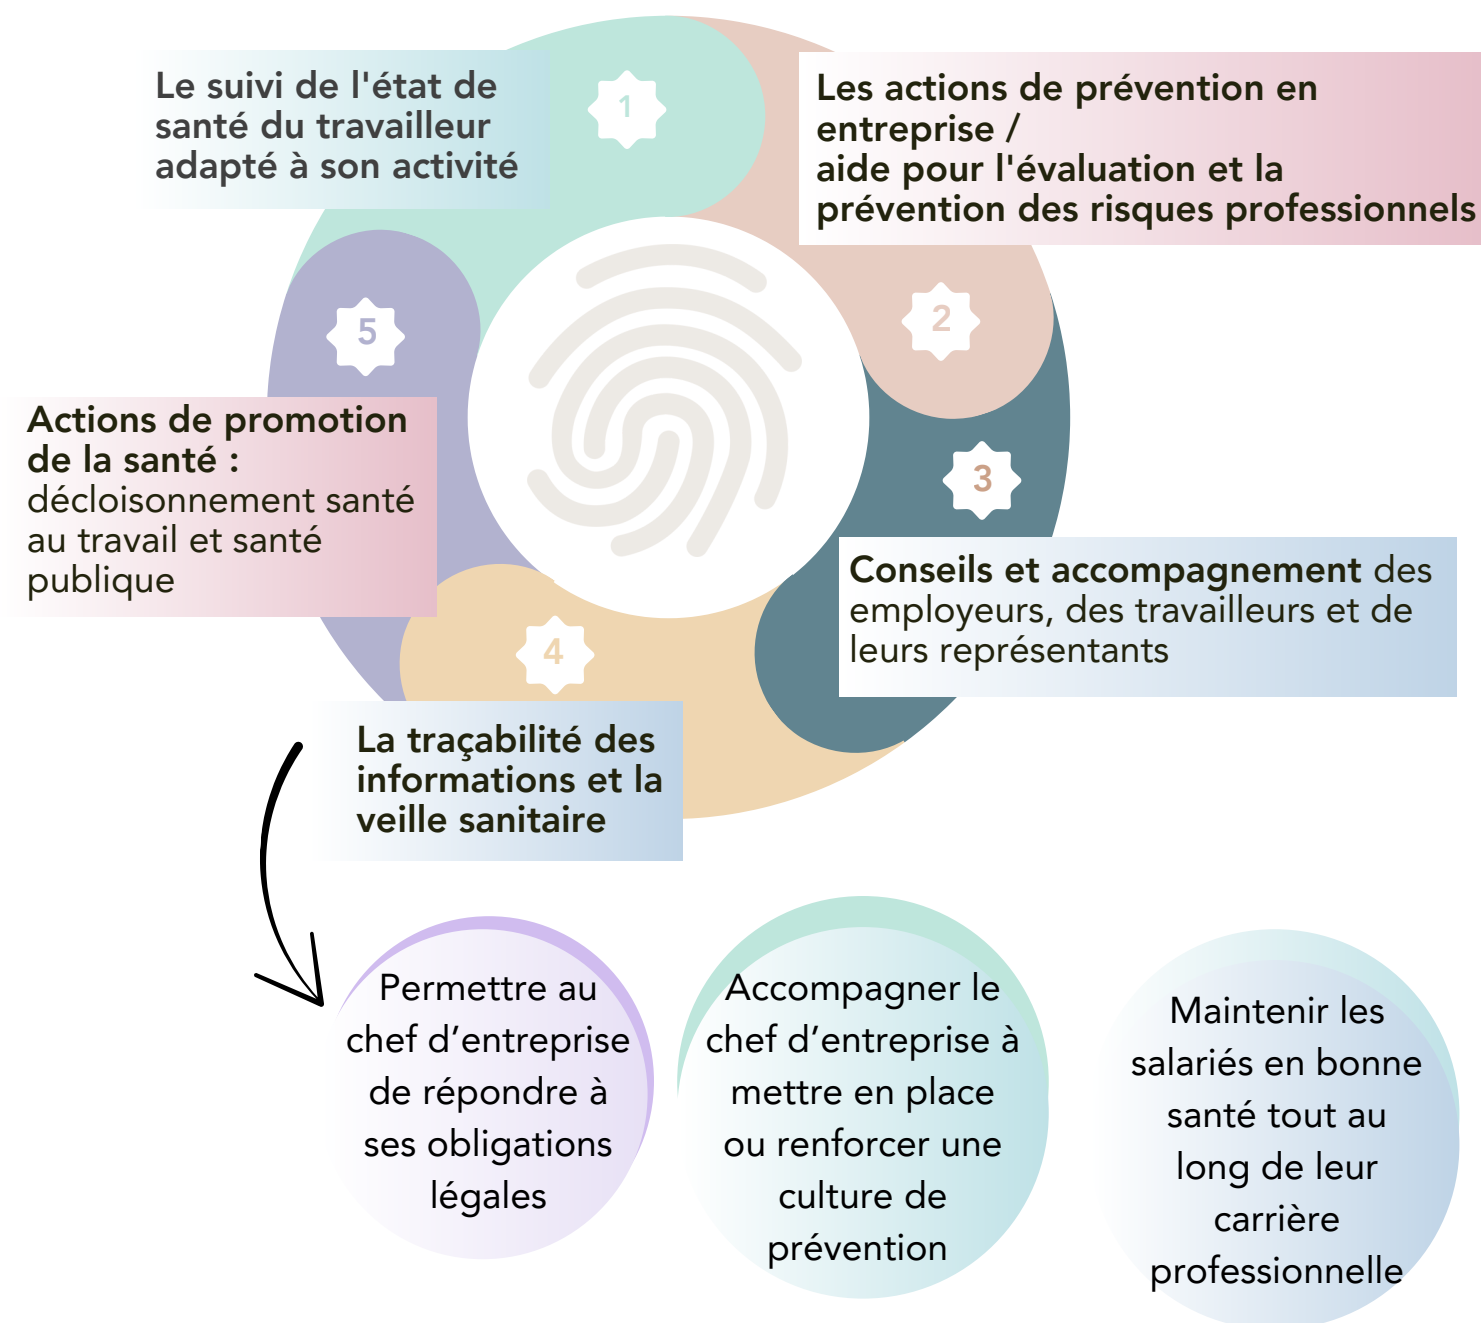 Le suivi de l'état de
santé du travailleur
adapté à son activité
1
Les actions de prévention en
entreprise /
aide pour l'évaluation et la
prévention des risques professionnels
2
3
Conseils et accompagnement des
employeurs, des travailleurs et de
leurs représentants
4
La traçabilité des
informations et la
veille sanitaire
5
Actions de promotion
de la santé :
décloisonnement santé
au travail et santé
publique
Permettre au
chef d’entreprise
de répondre à
ses obligations
légales
Accompagner le
chef d’entreprise à
mettre en place
ou renforcer une
culture de
prévention
Maintenir les
salariés en bonne
santé tout au
long de leur
carrière
professionnelle